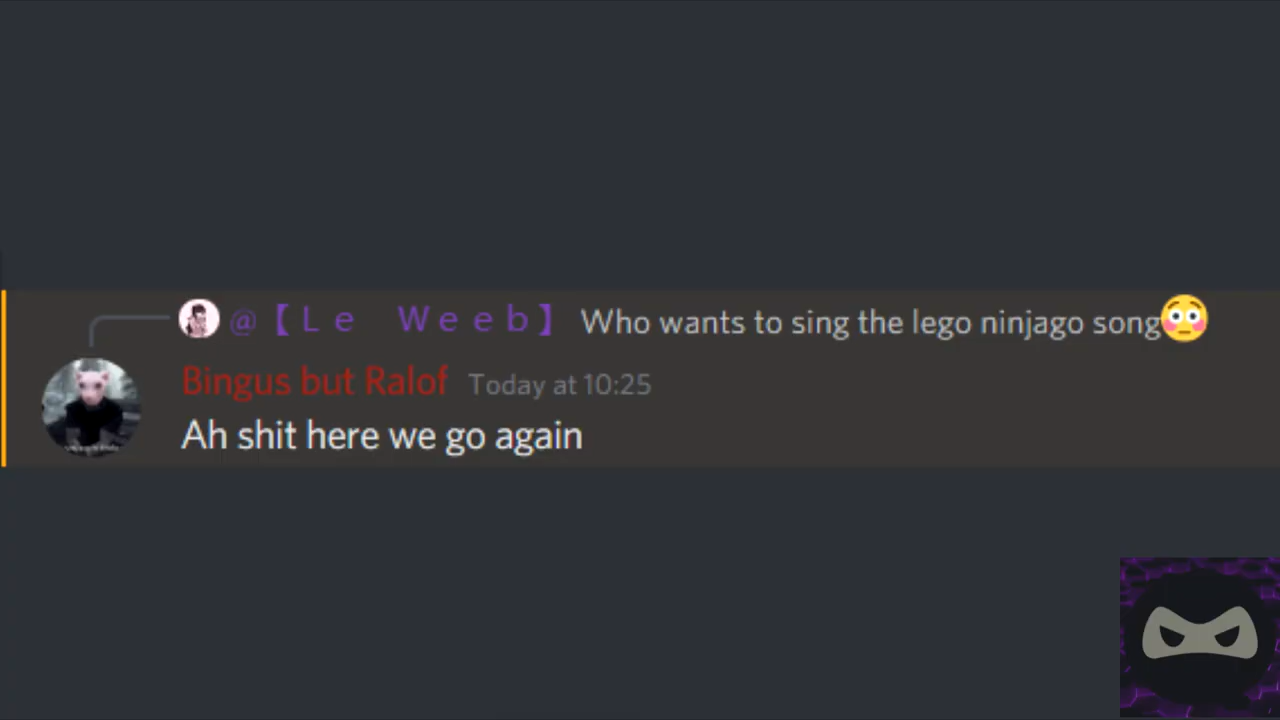 @【Ｌｅ　Ｗｅｅｂ】 Who wants to sing the lego ninjago song😳
Bingus but Ralof Today at 10:25
Ah shit here we go again